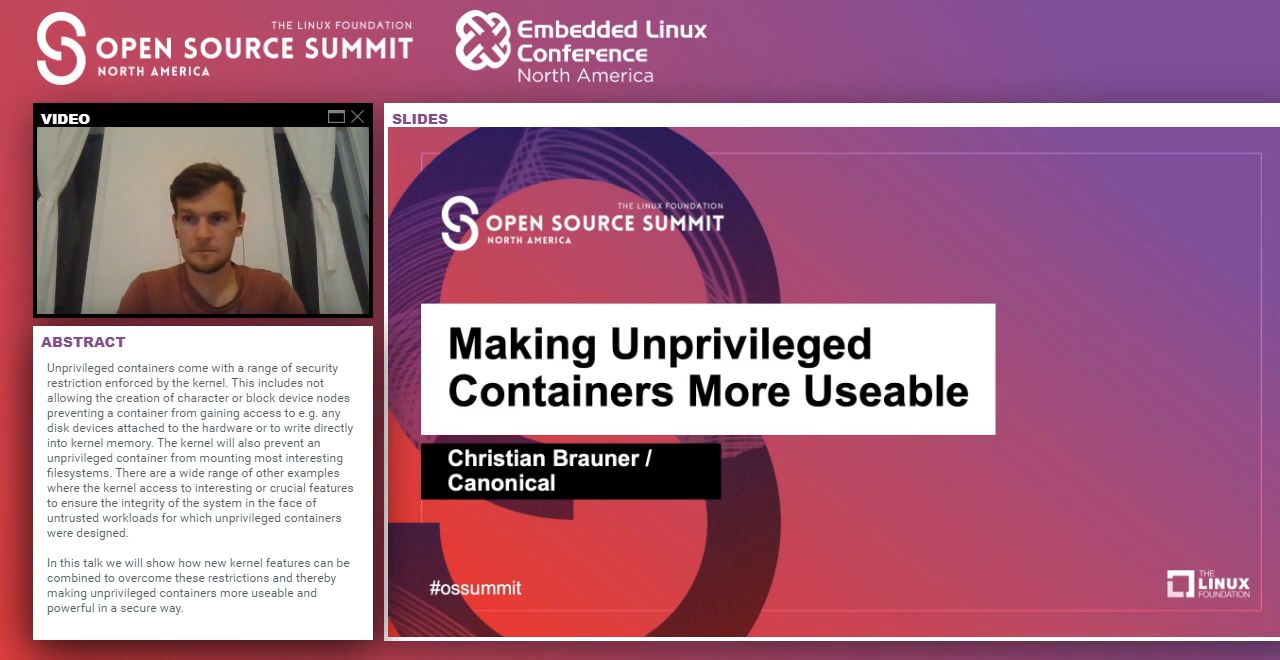 THE LINUX FOUNDATION
OPEN SOURCE SUMMIT
NORTH AMERICA
Embedded Linux
Conference
North America
VIDEO
ABSTRACT
Unprivileged containers come with a range of security
restriction enforced by the kernel. This includes not
allowing the creation of character or block device nodes
preventing a container from gaining access to e.g. any
disk devices attached to the hardware or to write directly
into kernel memory. The kernel will also prevent an
unprivileged container from mounting most interesting
filesystems. There are a wide range of other examples
where the kernel access to interesting or crucial features
to ensure the integrity of the system in the face of
untrusted workloads for which unprivileged containers
were designed.
In this talk we will show how new kernel features can be
combined to overcome these restrictions and thereby
making unprivileged containers more useable and
powerful in a secure way.
SLIDES
THE LINUX FOUNDATION
OPEN SOURCE SUMMIT
NORTH AMERICA
Making Unprivileged
Containers More Useable
Christian Brauner /
Canonical
#ossummit
THE
LINUX
FOUNDATION